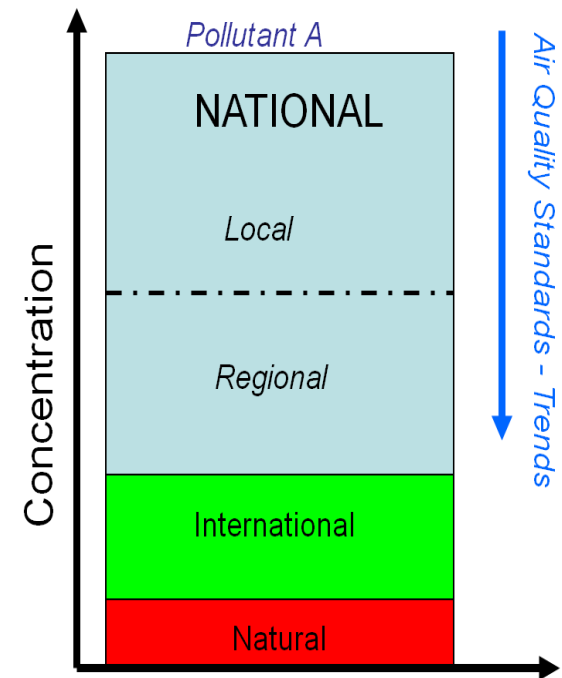 Pollutant A
NATIONAL
Local
Regional
International
Natural
Concentration
Air Quality Standards - Trends